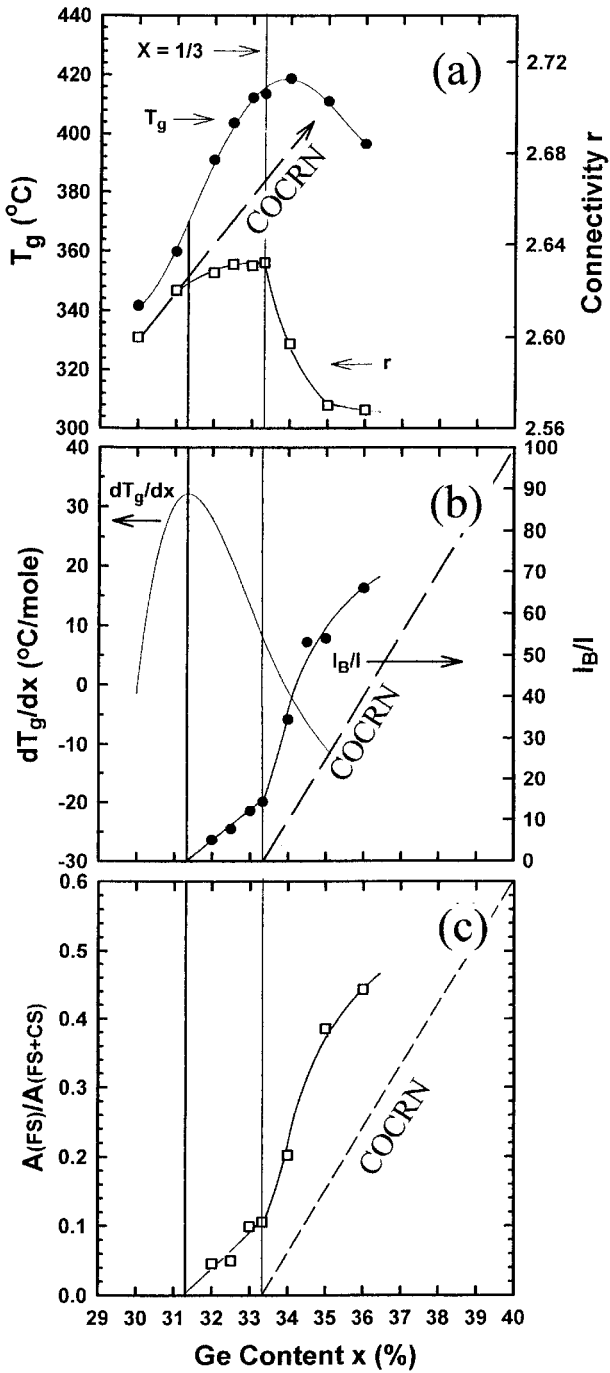 440
420
400
380
360
340
320
300
T_g (°C)
X = 1/3
T_g
COCRN
r
(a)
2.72
2.68
2.64
2.60
2.56
Connectivity r
40
30
20
10
0
-10
-20
-30
dT_g/dx (°C/mole)
dT_g/dx
I_B/I
COCRN
(b)
100
90
80
70
60
50
40
30
20
10
0
I_B/I
0.6
0.5
0.4
0.3
0.2
0.1
0.0
A(FS)/A(FS+CS)
COCRN
(c)
29 30 31 32 33 34 35 36 37 38 39 40
Ge Content x (%)